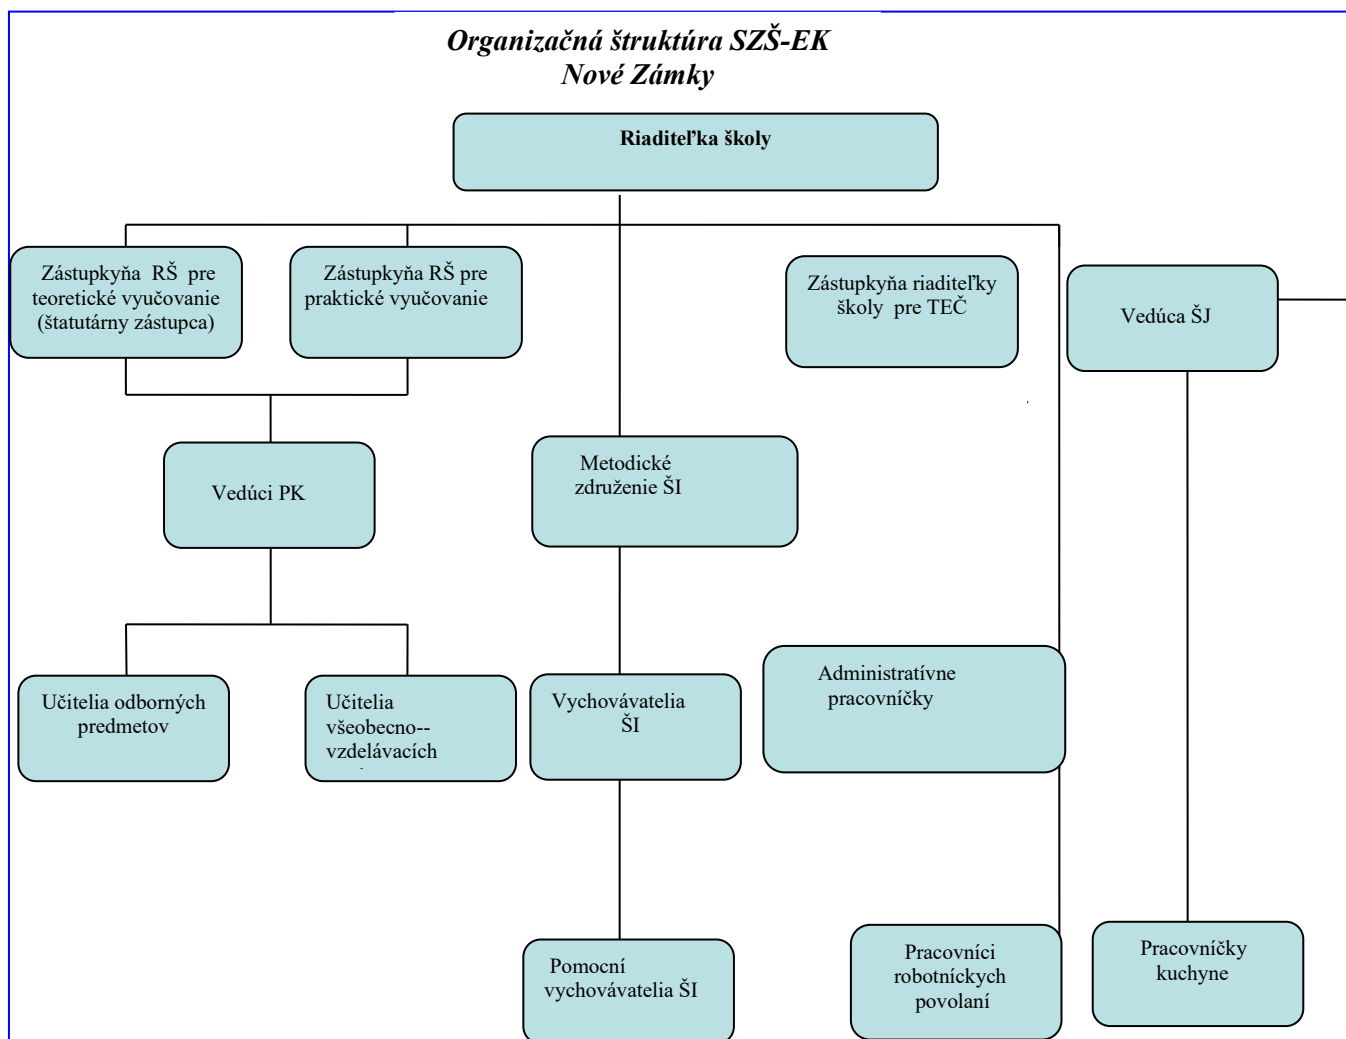 Organizačná štruktúra SZŠ-EK
Nové Zámky
Riaditeľka školy
Zástupkyňa RŠ pre
teoretické vyučovanie
(štatutárny zástupca)
Zástupkyňa RŠ pre
praktické vyučovanie
Zástupkyňa riaditeľky
školy pre TEČ
Vedúca ŠJ
Vedúci PK
Metodické
združenie ŠI
Učitelia odborných
predmetov
Učitelia
všeobecno--
vzdelávacích
Vychovávatelia
ŠI
Administratívne
pracovníčky
Pomocní
vychovávatelia ŠI
Pracovníci
robotníckych
povolaní
Pracovníčky
kuchyne